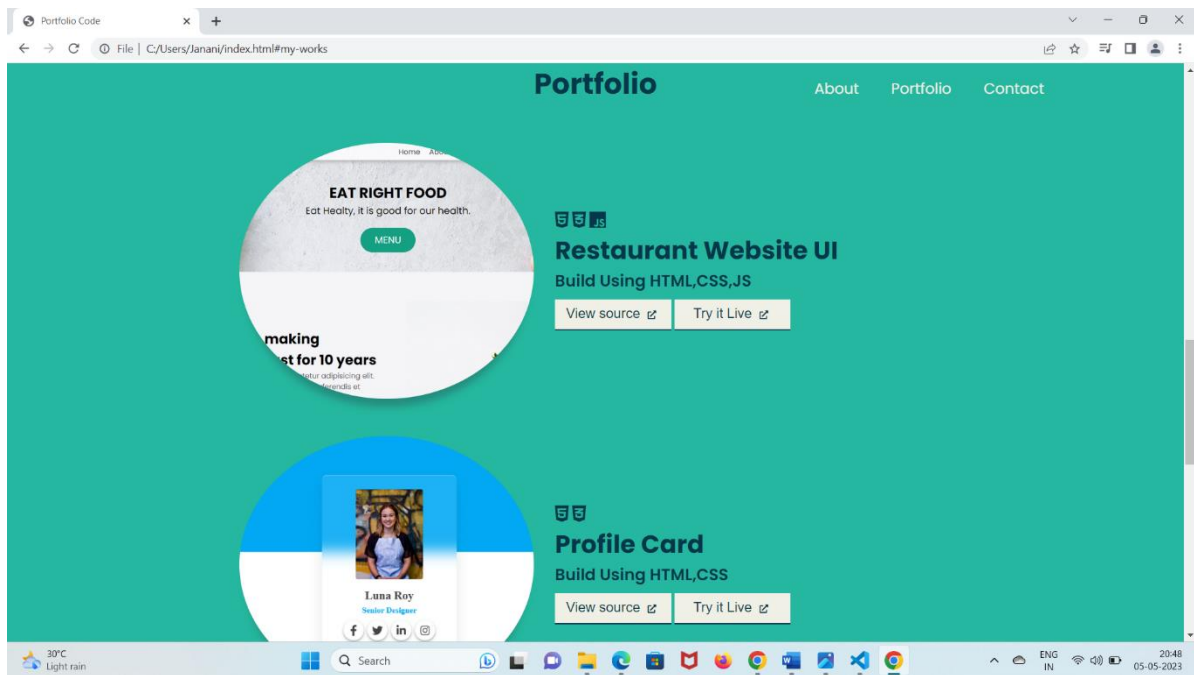 Portfolio Code
File | C:/Users/Janani/index.html#my-works
Portfolio
About Portfolio Contact
Home
EAT RIGHT FOOD
Eat Healty, it is good for our health.
MENU
making
st for 10 years
adipisicing elit.
et
JS
Restaurant Website UI
Build Using HTML,CSS,JS
View source Try it Live
Luna Roy
Senior Designer
Profile Card
Build Using HTML,CSS
View source Try it Live
30°C
Light rain
Search
ENG
IN
20:48
05-05-2023